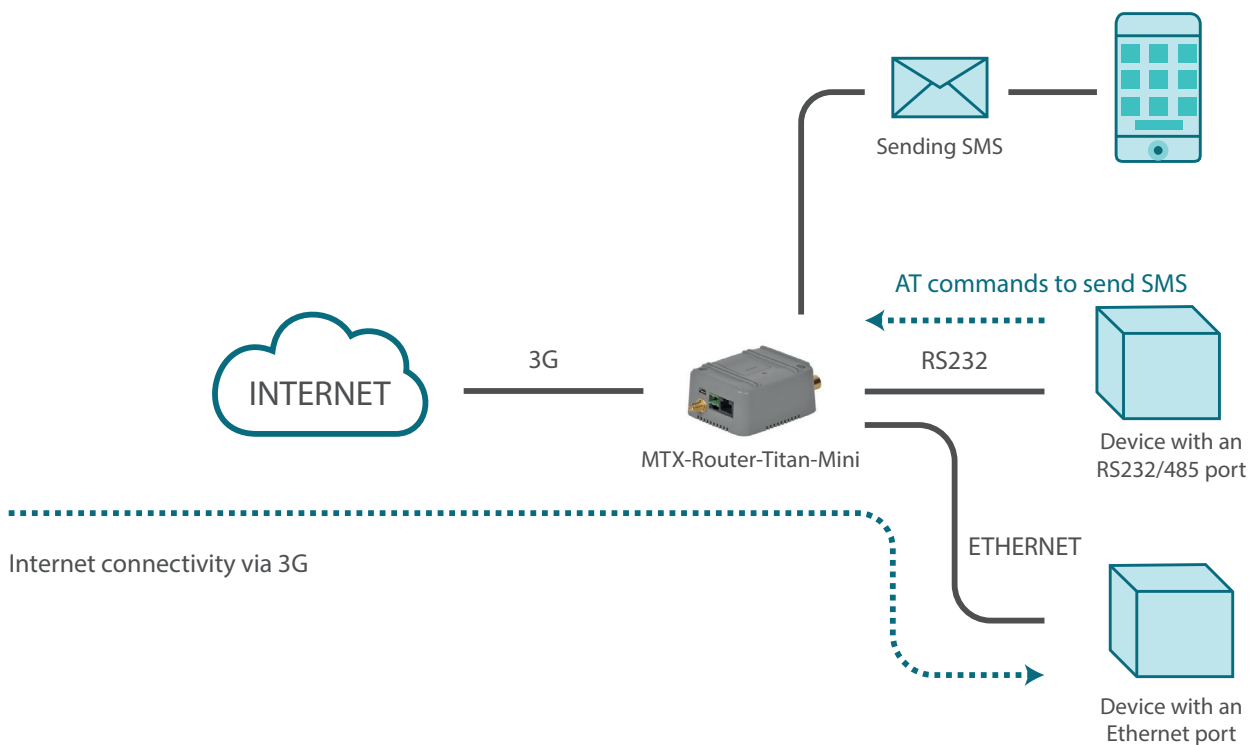 Sending SMS
AT commands to send SMS
INTERNET
3G
RS232
MTX-Router-Titan-Mini
Device with an
RS232/485 port
Internet connectivity via 3G
ETHERNET
Device with an
Ethernet port